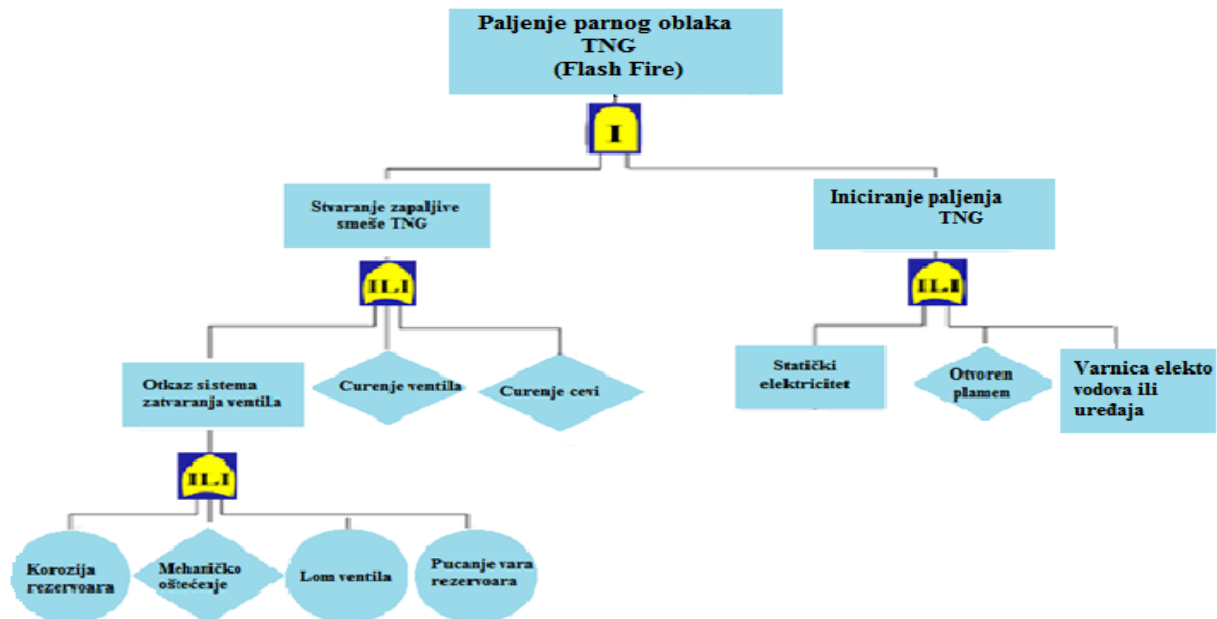 Paljenje parnog oblaka
TNG
(Flash Fire)
I
Stvaranje zapaljive
smeše TNG
Iniciranje paljenja
TNG
ILI
ILI
Otkaz sistema
zatvaranja ventila
Curenje ventila
Curenje cevi
Statički
elektricitet
Otvoren
plamen
Varnica elekto
vodova ili
uređaja
ILI
Korozija
rezervoara
Mehaničko
oštećenje
Lom ventila
Pucanje vara
rezervoara